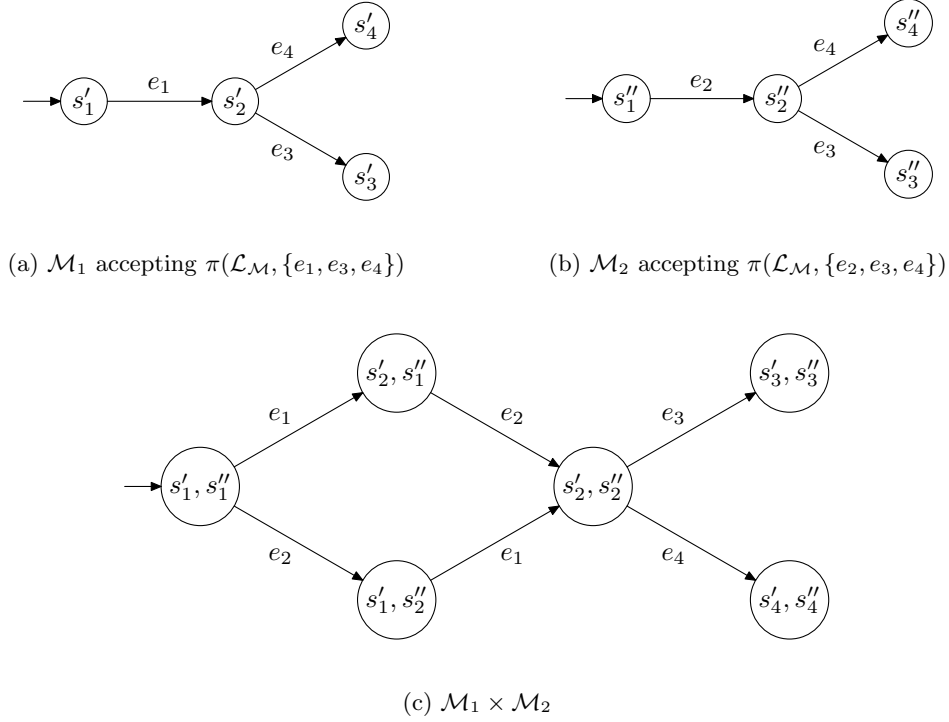 s′₄
e₄
s′₁ e₁ s′₂
e₃
s′₃
(a) ℳ₁ accepting π(ℒ_ℳ, {e₁, e₃, e₄})
s″₄
e₄
s″₁ e₂ s″₂
e₃
s″₃
(b) ℳ₂ accepting π(ℒ_ℳ, {e₂, e₃, e₄})
s′₂, s″₁ s′₃, s″₃
e₁ e₂ e₃
s′₁, s″₁ s′₂, s″₂
e₂ e₁ e₄
s′₁, s″₂ s′₄, s″₄
(c) ℳ₁ × ℳ₂